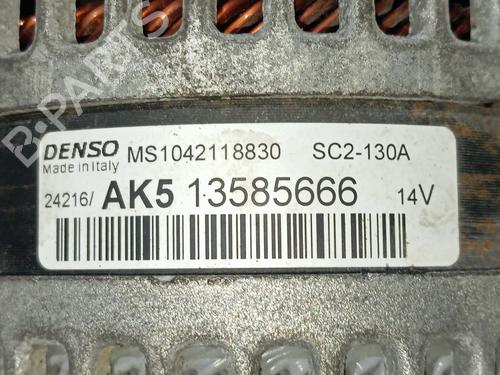 B-PARTS
DENSO MS1042118830 SC2-130A
Made in Italy
24216/ AK5 13585666 14V